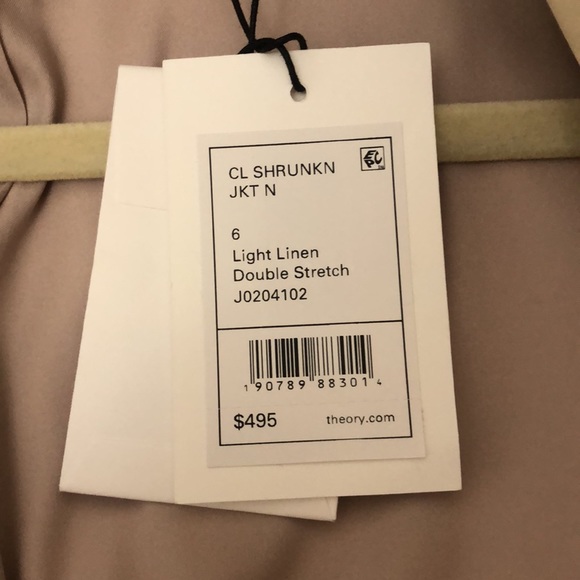 CL SHRUNKN
JKT N
6
Light Linen
Double Stretch
J0204102
1 90789 88301 4
$495
theory.com